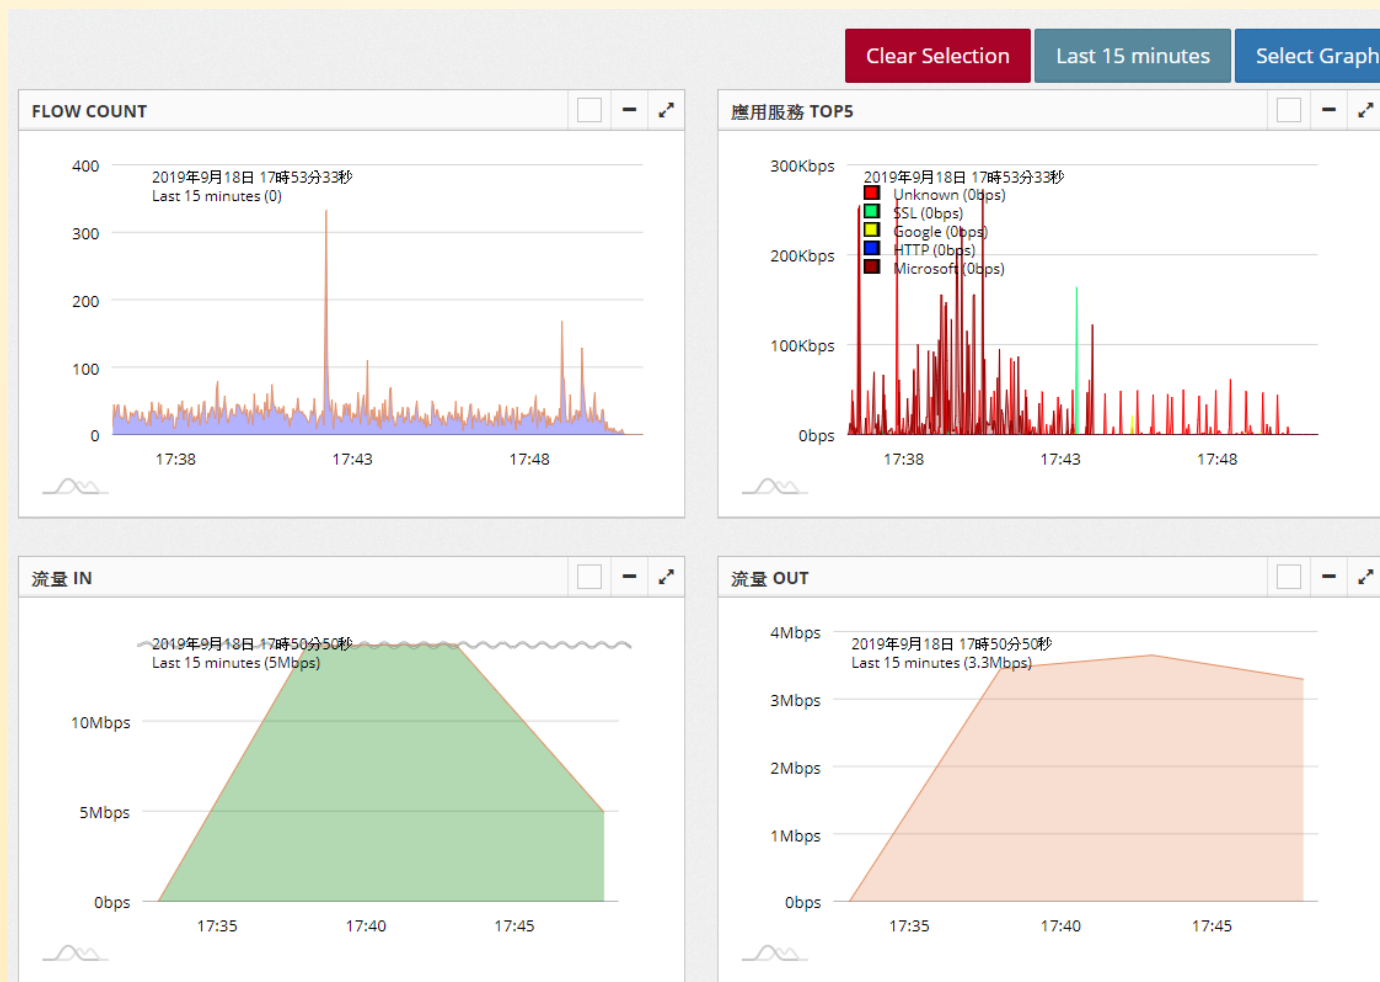 Clear Selection
Last 15 minutes
Select Graph
FLOW COUNT
400
300
200
100
0
2019年9月18日 17時53分33秒
Last 15 minutes (0)
17:38 17:43 17:48
應用服務 TOP5
300Kbps
200Kbps
100Kbps
0bps
2019年9月18日 17時53分33秒
Unknown (0bps)
SSL (0bps)
Google (0bps)
HTTP (0bps)
Microsoft (0bps)
17:38 17:43 17:48
流量 IN
2019年9月18日 17時50分50秒
Last 15 minutes (5Mbps)
10Mbps
5Mbps
0bps
17:35 17:40 17:45
流量 OUT
4Mbps
3Mbps
2Mbps
1Mbps
0bps
2019年9月18日 17時50分50秒
Last 15 minutes (3.3Mbps)
17:35 17:40 17:45